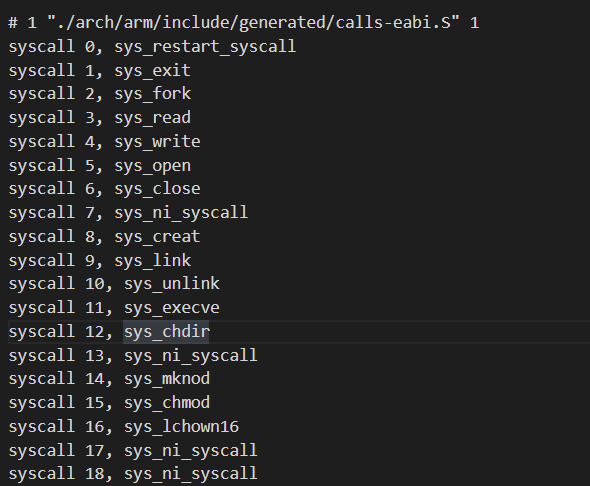 # 1 "./arch/arm/include/generated/calls-eabi.S" 1
syscall 0, sys_restart_syscall
syscall 1, sys_exit
syscall 2, sys_fork
syscall 3, sys_read
syscall 4, sys_write
syscall 5, sys_open
syscall 6, sys_close
syscall 7, sys_ni_syscall
syscall 8, sys_creat
syscall 9, sys_link
syscall 10, sys_unlink
syscall 11, sys_execve
syscall 12, sys_chdir
syscall 13, sys_ni_syscall
syscall 14, sys_mknod
syscall 15, sys_chmod
syscall 16, sys_lchown16
syscall 17, sys_ni_syscall
syscall 18, sys_ni_syscall